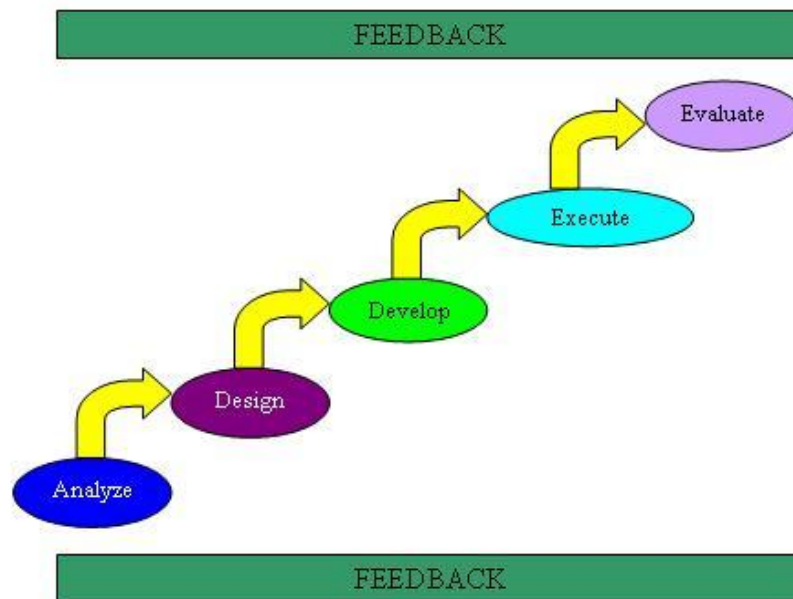 FEEDBACK
Evaluate
Execute
Develop
Design
Analyze
FEEDBACK